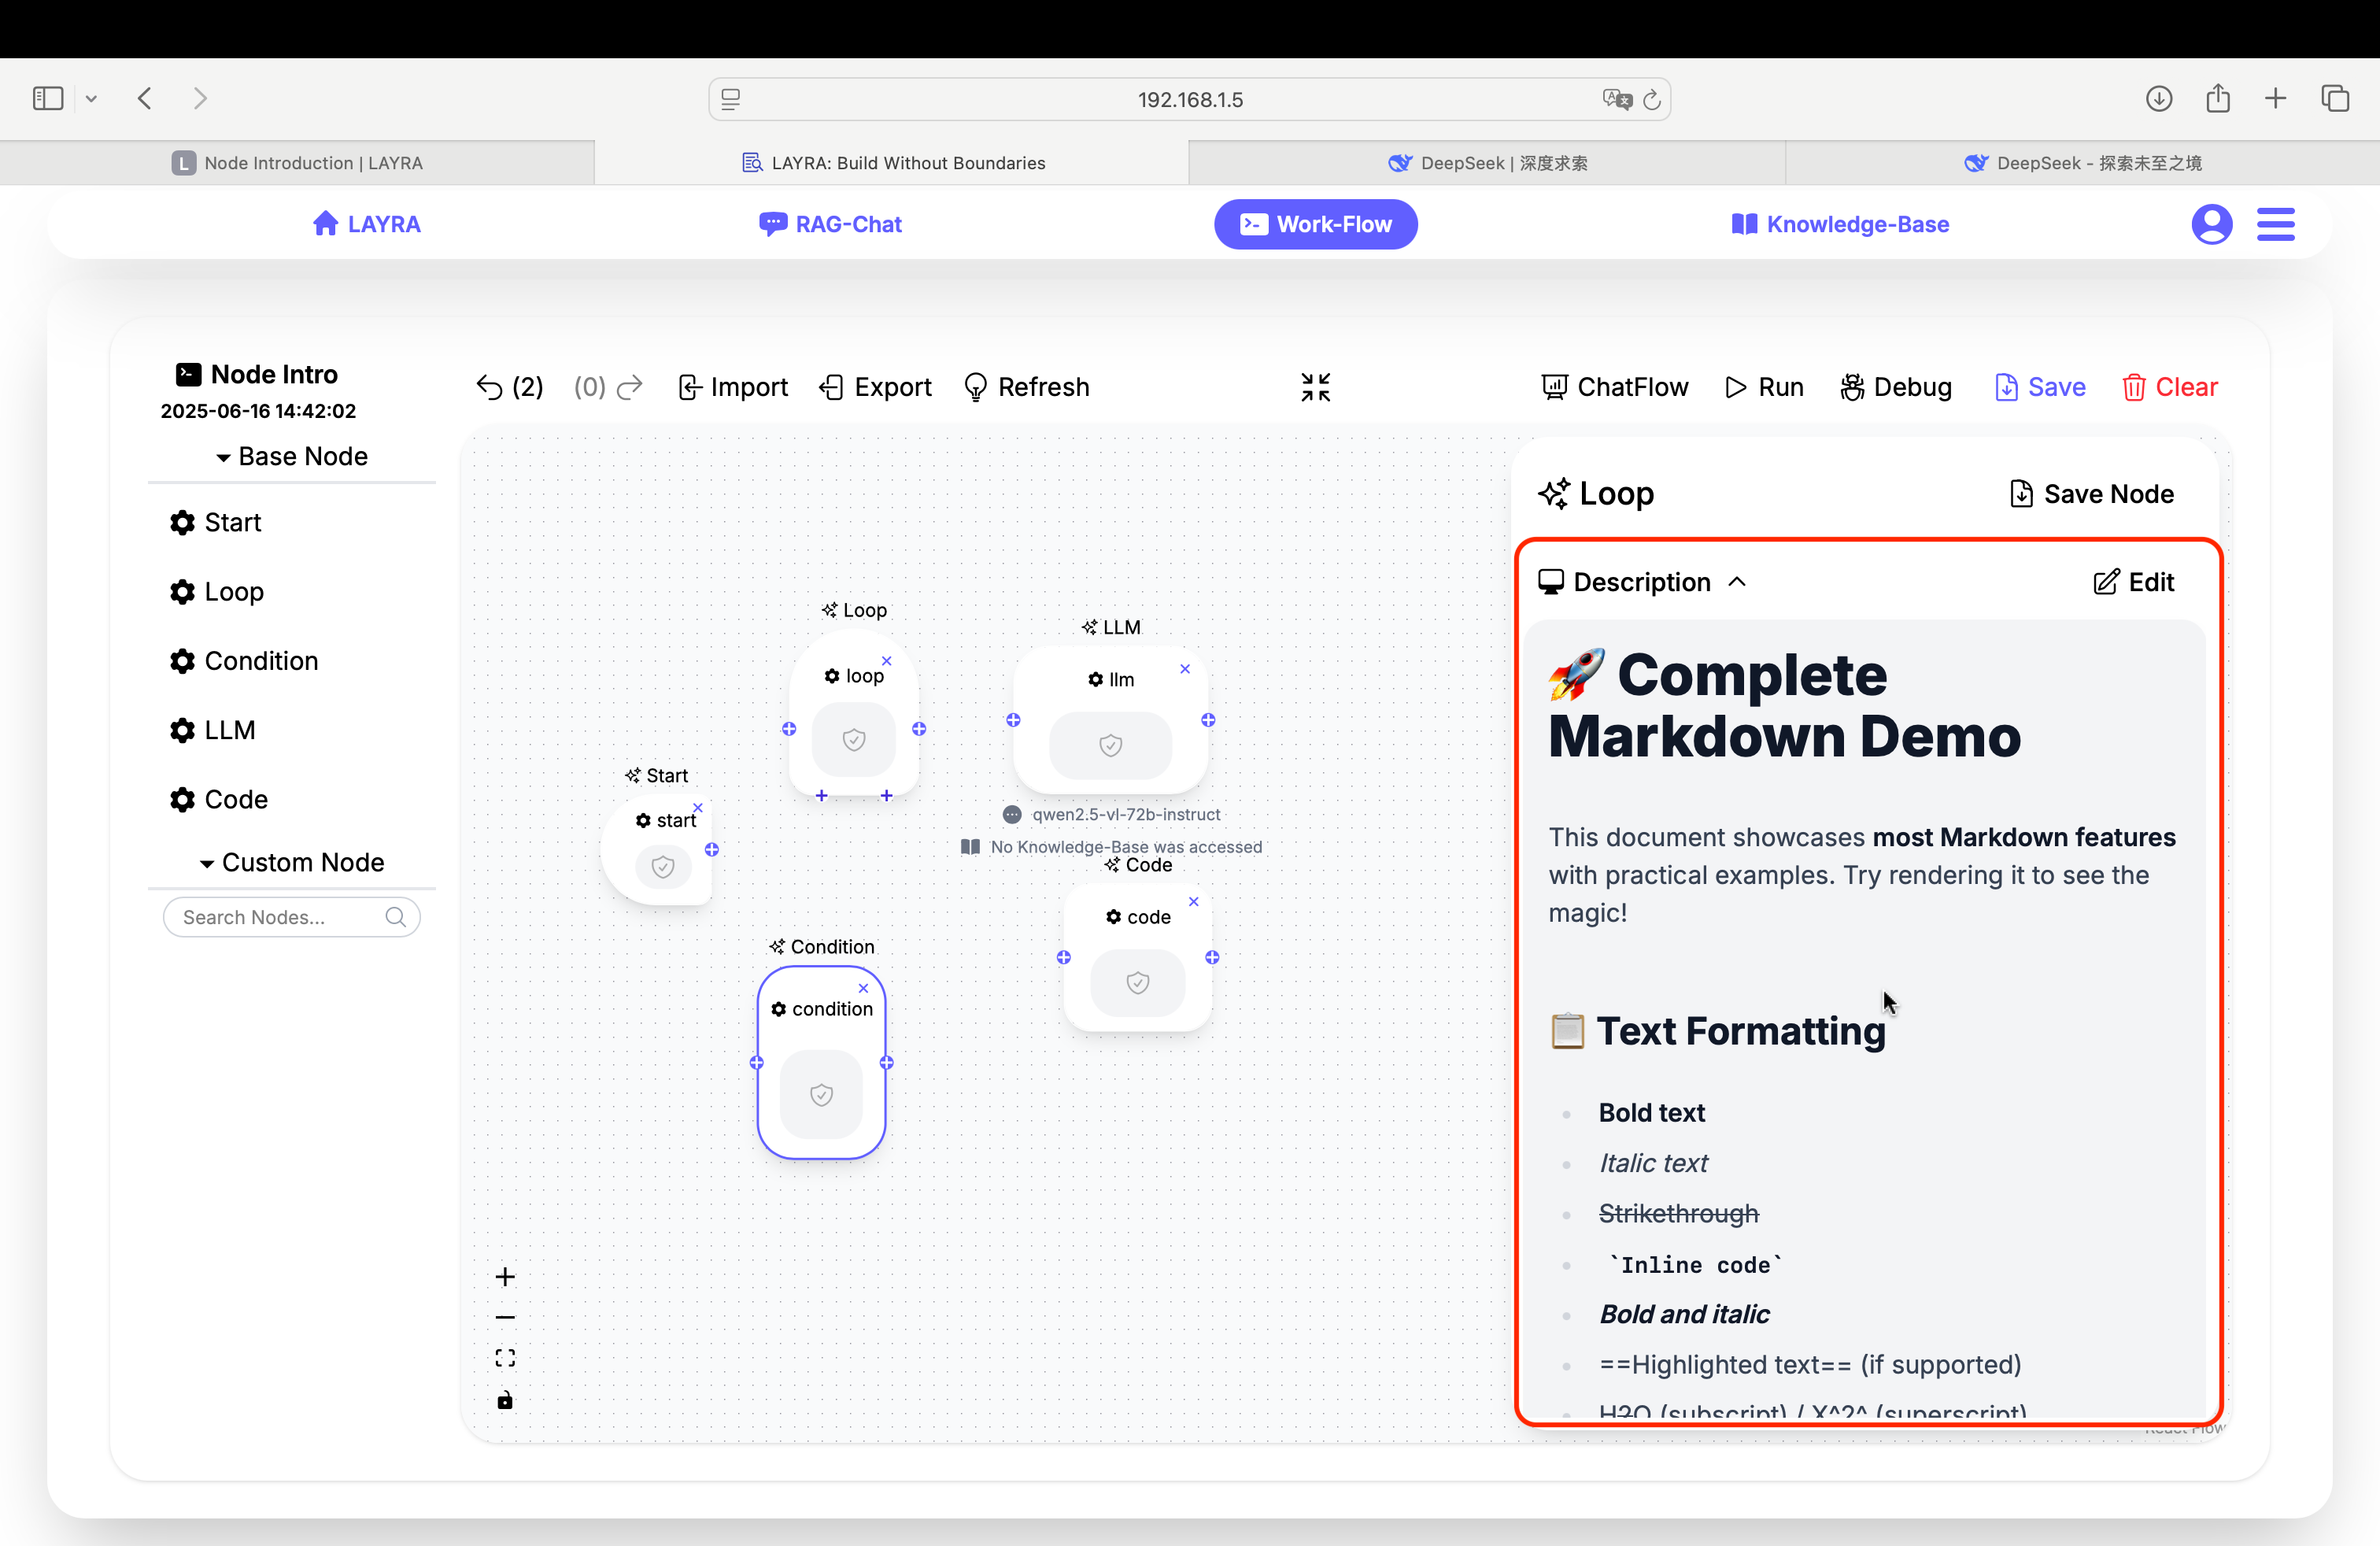 192.168.1.5
L Node Introduction | LAYRA
LAYRA: Build Without Boundaries
DeepSeek | 深度求索
DeepSeek - 探索未至之境
LAYRA
RAG-Chat
Work-Flow
Knowledge-Base
Node Intro
2025-06-16 14:42:02
Base Node
Start
Loop
Condition
LLM
Code
Custom Node
Search Nodes...
(2)
(0)
Import
Export
Refresh
ChatFlow
Run
Debug
Save
Clear
Loop
loop
LLM
llm
qwen2.5-vl-72b-instruct
No Knowledge-Base was accessed
Start
start
Code
code
Condition
condition
Loop
Save Node
Description
Edit
🚀 Complete
Markdown Demo
This document showcases most Markdown features
with practical examples. Try rendering it to see the
magic!
📋 Text Formatting
Bold text
Italic text
Strikethrough
`Inline code`
Bold and italic
==Highlighted text== (if supported)
H2O (subscript) / X^2^ (superscript)
React Flow